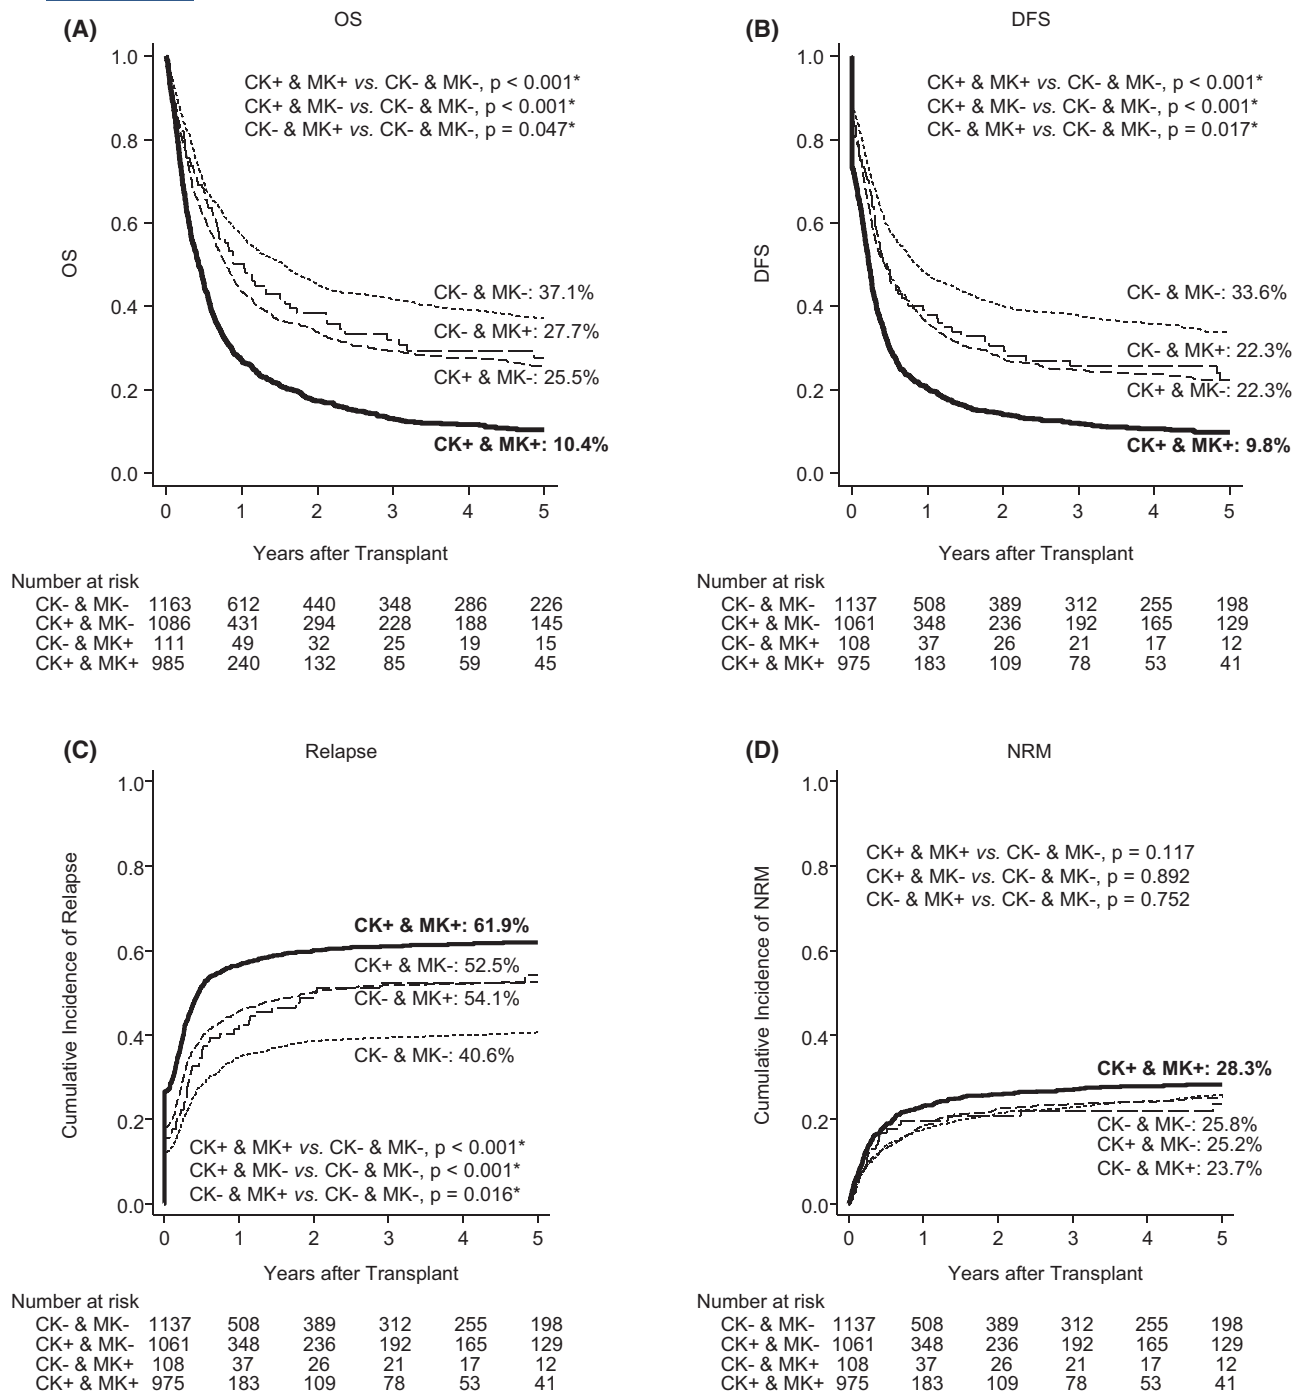 (A)
OS
CK+ & MK+ vs. CK- & MK-, p < 0.001*
CK+ & MK- vs. CK- & MK-, p < 0.001*
CK- & MK+ vs. CK- & MK-, p = 0.047*
1.0
0.8
0.6
0.4
0.2
0.0
OS
CK- & MK-: 37.1%
CK- & MK+: 27.7%
CK+ & MK-: 25.5%
CK+ & MK+: 10.4%
0 1 2 3 4 5
Years after Transplant
Number at risk
CK- & MK- 1163 612 440 348 286 226
CK+ & MK- 1086 431 294 228 188 145
CK- & MK+ 111 49 32 25 19 15
CK+ & MK+ 985 240 132 85 59 45
(B)
DFS
CK+ & MK+ vs. CK- & MK-, p < 0.001*
CK+ & MK- vs. CK- & MK-, p < 0.001*
CK- & MK+ vs. CK- & MK-, p = 0.017*
1.0
0.8
0.6
0.4
0.2
0.0
DFS
CK- & MK-: 33.6%
CK- & MK+: 22.3%
CK+ & MK-: 22.3%
CK+ & MK+: 9.8%
0 1 2 3 4 5
Years after Transplant
Number at risk
CK- & MK- 1137 508 389 312 255 198
CK+ & MK- 1061 348 236 192 165 129
CK- & MK+ 108 37 26 21 17 12
CK+ & MK+ 975 183 109 78 53 41
(C)
Relapse
1.0
0.8
0.6
0.4
0.2
0.0
Cumulative Incidence of Relapse
CK+ & MK+: 61.9%
CK+ & MK-: 52.5%
CK- & MK+: 54.1%
CK- & MK-: 40.6%
CK+ & MK+ vs. CK- & MK-, p < 0.001*
CK+ & MK- vs. CK- & MK-, p < 0.001*
CK- & MK+ vs. CK- & MK-, p = 0.016*
0 1 2 3 4 5
Years after Transplant
Number at risk
CK- & MK- 1137 508 389 312 255 198
CK+ & MK- 1061 348 236 192 165 129
CK- & MK+ 108 37 26 21 17 12
CK+ & MK+ 975 183 109 78 53 41
(D)
NRM
1.0
0.8
0.6
0.4
0.2
0.0
Cumulative Incidence of NRM
CK+ & MK+ vs. CK- & MK-, p = 0.117
CK+ & MK- vs. CK- & MK-, p = 0.892
CK- & MK+ vs. CK- & MK-, p = 0.752
CK+ & MK+: 28.3%
CK- & MK-: 25.8%
CK+ & MK-: 25.2%
CK- & MK+: 23.7%
0 1 2 3 4 5
Years after Transplant
Number at risk
CK- & MK- 1137 508 389 312 255 198
CK+ & MK- 1061 348 236 192 165 129
CK- & MK+ 108 37 26 21 17 12
CK+ & MK+ 975 183 109 78 53 41